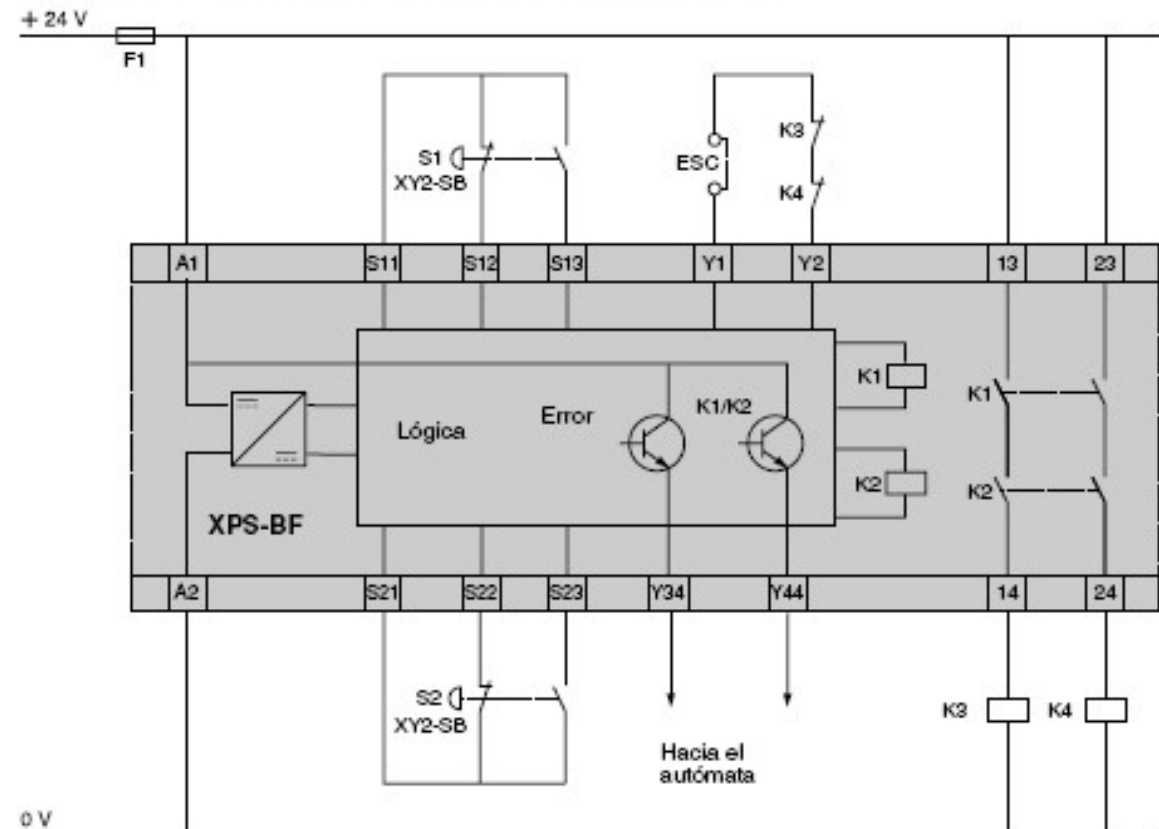 + 24 V
F1
S1
XY2-SB
ESC
K3
K4
A1 S11 S12 S13 Y1 Y2 13 23
Lógica
Error
K1/K2
K1
K2
K1
K2
XPS-BF
A2 S21 S22 S23 Y34 Y44 14 24
S2
XY2-SB
Hacia el
autómata
K3
K4
0 V